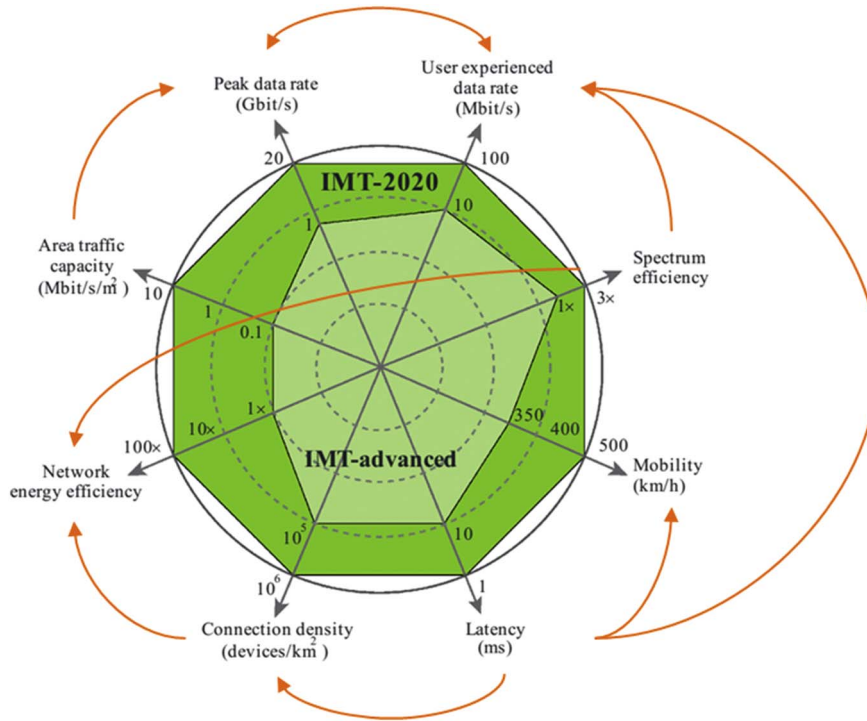 Peak data rate
(Gbit/s)
User experienced
data rate
(Mbit/s)
20
100
IMT-2020
1
10
Area traffic
capacity
(Mbit/s/m²)
Spectrum
efficiency
10
1
0.1
1×
3×
1×
10×
100×
350
400
500
Network
energy efficiency
IMT-advanced
Mobility
(km/h)
10⁵
10
10⁶
1
Connection density
(devices/km²)
Latency
(ms)